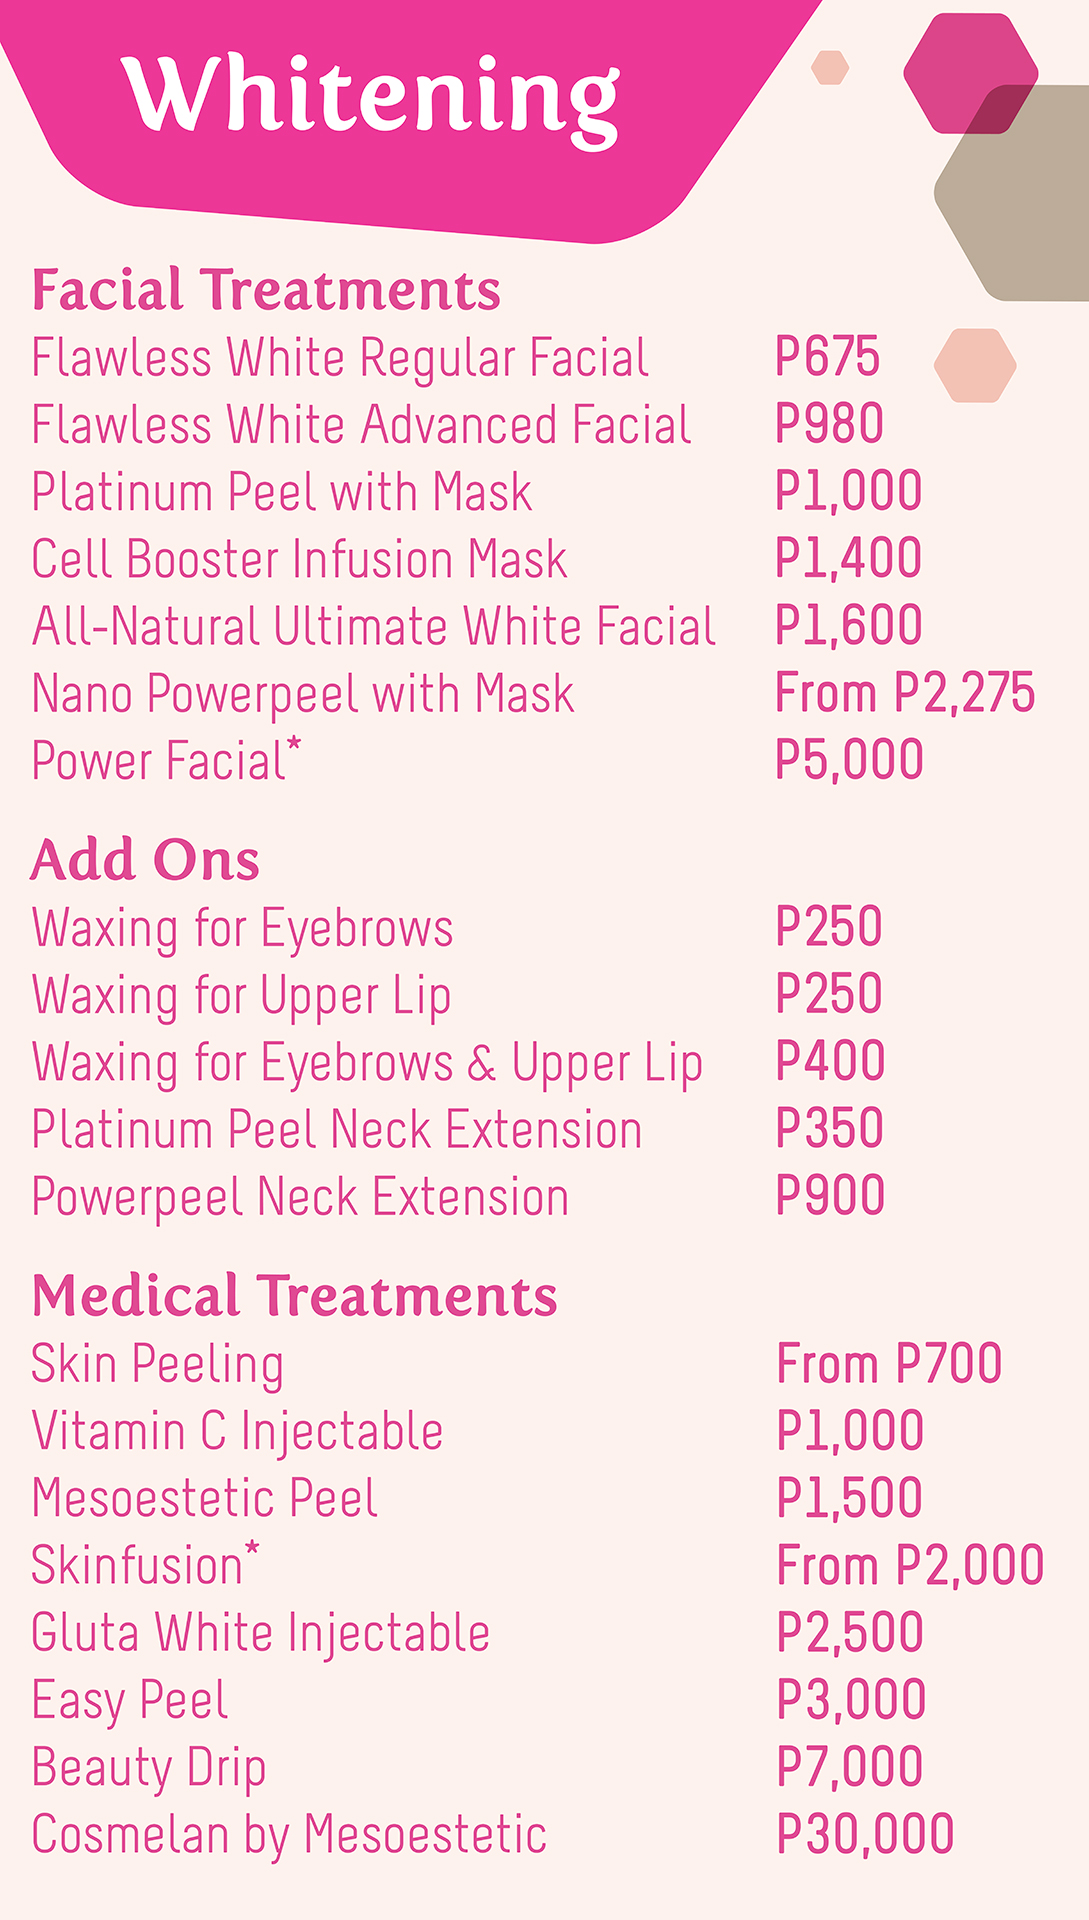 Whitening
Facial Treatments
Flawless White Regular Facial P675
Flawless White Advanced Facial P980
Platinum Peel with Mask P1,000
Cell Booster Infusion Mask P1,400
All-Natural Ultimate White Facial P1,600
Nano Powerpeel with Mask From P2,275
Power Facial* P5,000
Add Ons
Waxing for Eyebrows P250
Waxing for Upper Lip P250
Waxing for Eyebrows & Upper Lip P400
Platinum Peel Neck Extension P350
Powerpeel Neck Extension P900
Medical Treatments
Skin Peeling From P700
Vitamin C Injectable P1,000
Mesoestetic Peel P1,500
Skinfusion* From P2,000
Gluta White Injectable P2,500
Easy Peel P3,000
Beauty Drip P7,000
Cosmelan by Mesoestetic P30,000